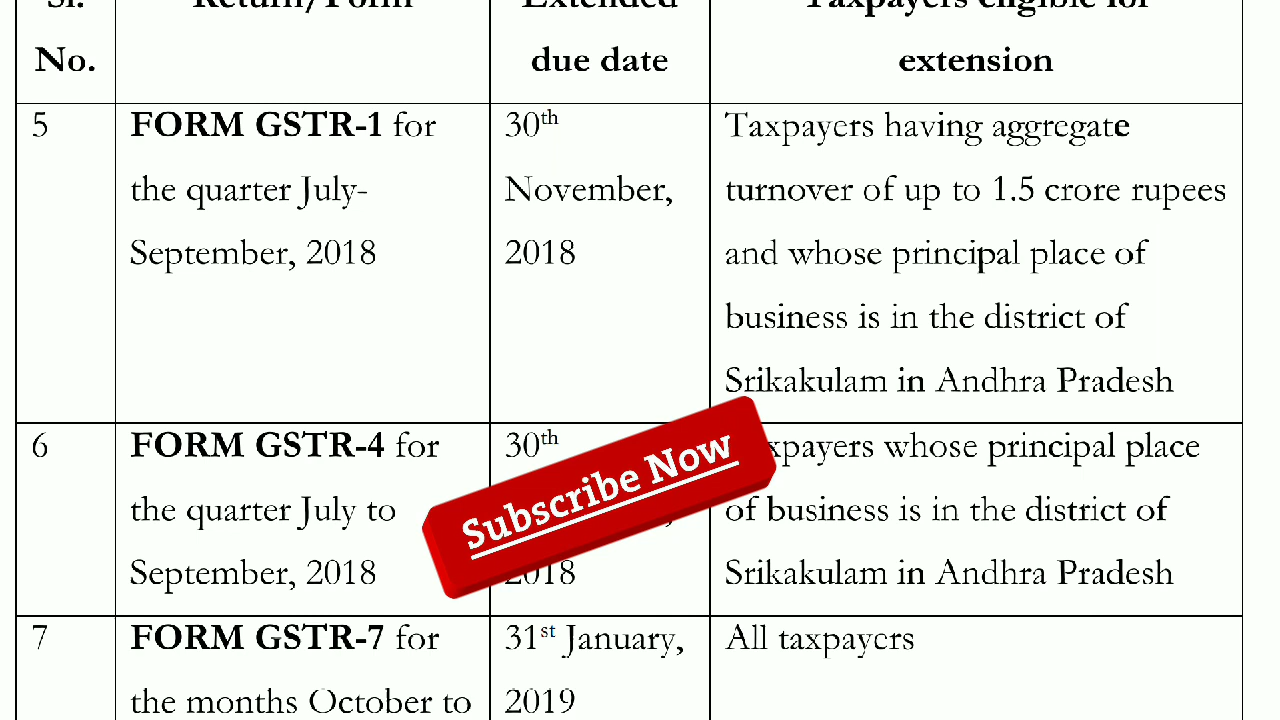 Sl.
No.
Return/Form
Extended
due date
Taxpayers eligible for
extension
5
FORM GSTR-1 for
the quarter July-
September, 2018
30th
November,
2018
Taxpayers having aggregate
turnover of up to 1.5 crore rupees
and whose principal place of
business is in the district of
Srikakulam in Andhra Pradesh
6
FORM GSTR-4 for
the quarter July to
September, 2018
30th
2018
Subscribe Now
whose principal place
of business is in the district of
Srikakulam in Andhra Pradesh
7
FORM GSTR-7 for
the months October to
31st January,
2019
All taxpayers